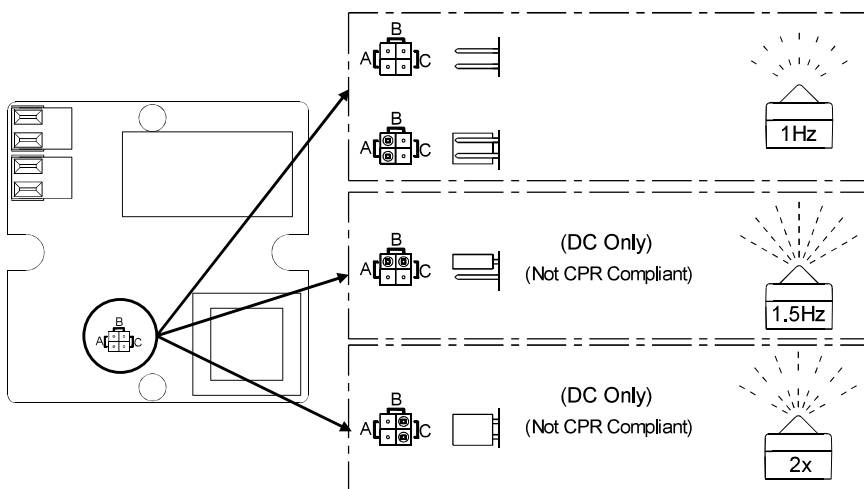 B
A C
B
A C
1Hz
B
A C
(DC Only)
(Not CPR Compliant)
1.5Hz
B
A C
B
A C
(DC Only)
(Not CPR Compliant)
2x